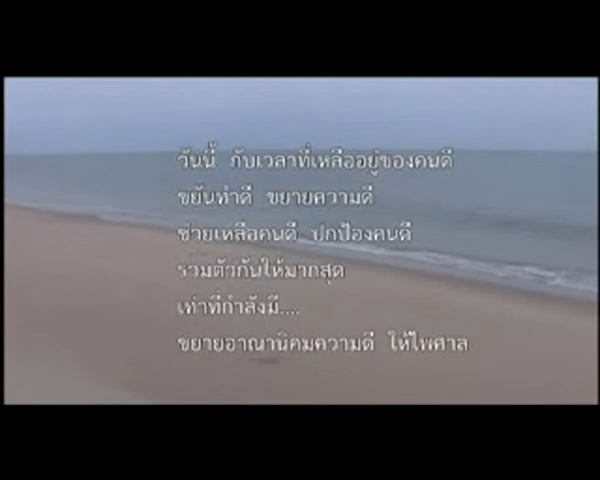 วันนี้ กับเวลาที่เหลืออยู่ของคนดี
ขยันทำดี ขยายความดี
ช่วยเหลือคนดี ปกป้องคนดี
รวมตัวกันให้มากสุด
เท่าที่กำลังมี....
ขยายอาณานิคมความดี ให้ไพศาล